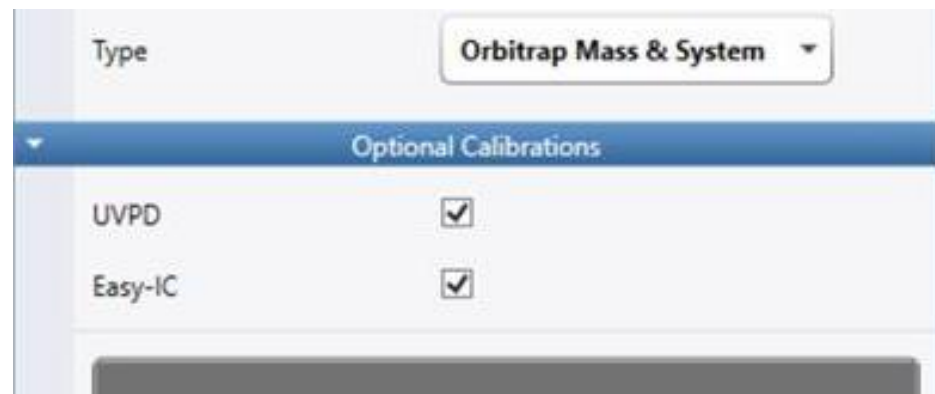 Type Orbitrap Mass & System
Optional Calibrations
UVPD
Easy-IC